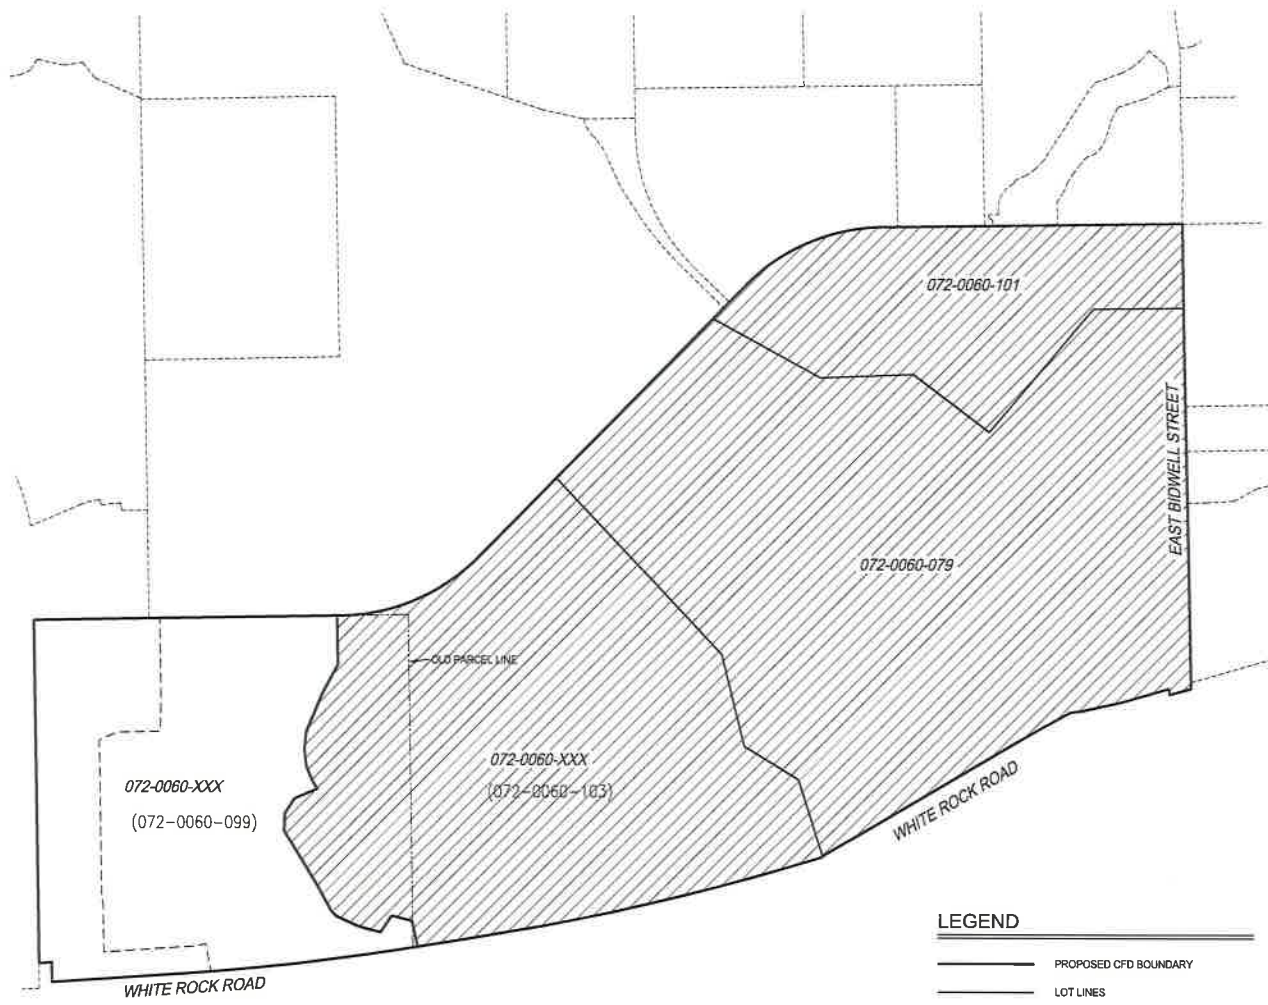 072-0060-101
EAST BIDWELL STREET
072-0060-079
OLD PARCEL LINE
072-0060-XXX
(072-0060-103)
072-0060-XXX
(072-0060-099)
WHITE ROCK ROAD
WHITE ROCK ROAD
LEGEND
PROPOSED CFD BOUNDARY
LOT LINES